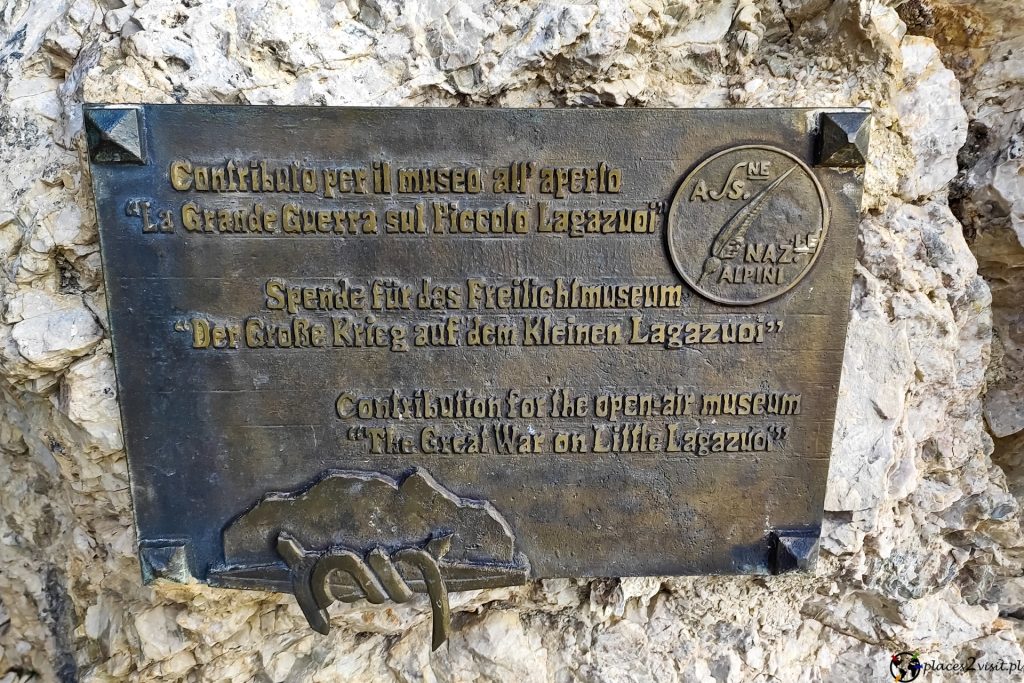 Contributo per il museo all' aperto
"La Grande Guerra sul Piccolo Lagazuoi"
ASS.NE
NAZ.LE
ALPINI
Spende für das Freilichtmuseum
"Der Große Krieg auf dem Kleinen Lagazuoi"
Contribution for the open-air museum
"The Great War on Little Lagazuoi"
places2visit.pl